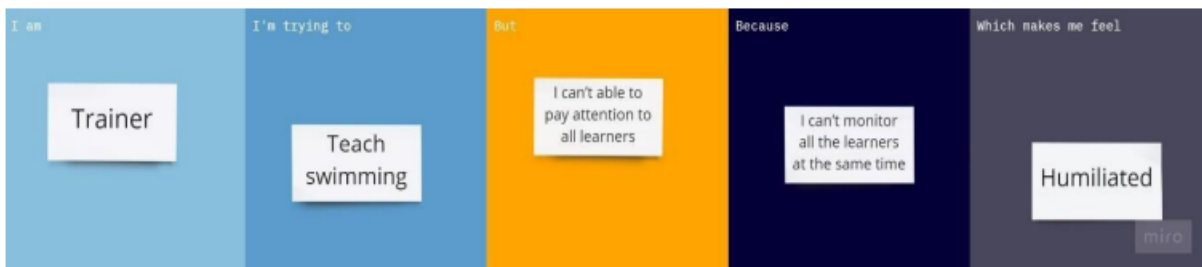 I am
Trainer
I'm trying to
Teach
swimming
But
I can't able to
pay attention to
all learners
Because
I can't monitor
all the learners
at the same time
Which makes me feel
Humiliated
miro